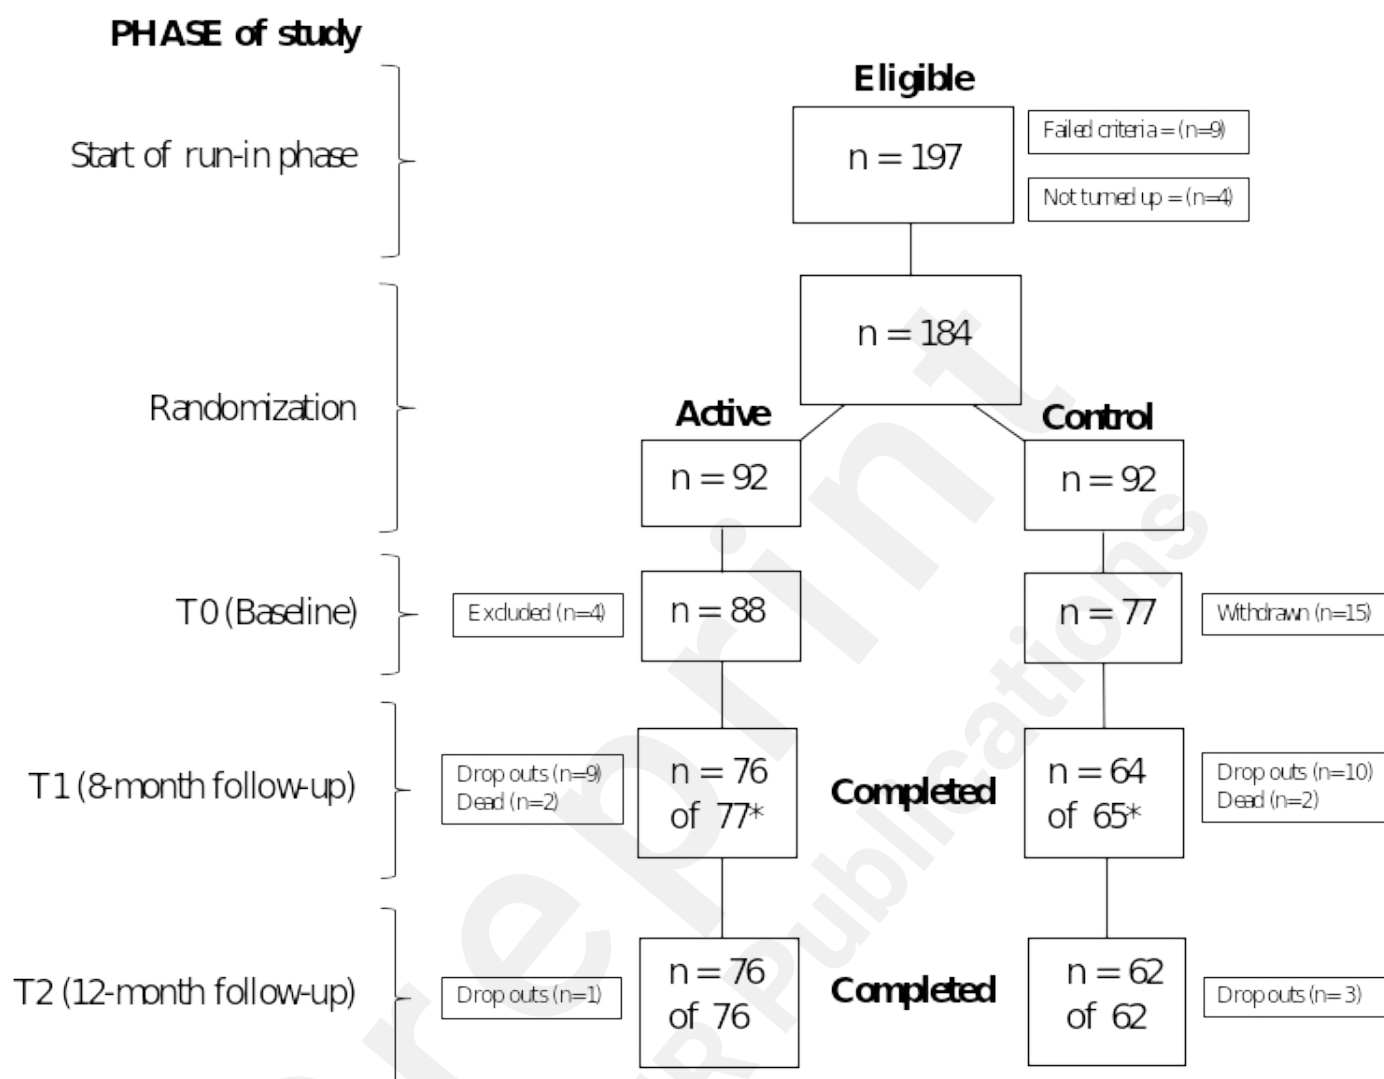 PHASE of study
Eligible
Start of run-in phase
n = 197
Failed criteria = (n=9)
Not turned up = (n=4)
n = 184
Randomization
Active
Control
n = 92
n = 92
T0 (Baseline)
Excluded (n=4)
n = 88
n = 77
Withdrawn (n=15)
T1 (8-month follow-up)
Drop outs (n=9)
Dead (n=2)
n = 76
of 77*
Completed
n = 64
of 65*
Drop outs (n=10)
Dead (n=2)
T2 (12-month follow-up)
Drop outs (n=1)
n = 76
of 76
Completed
n = 62
of 62
Drop outs (n= 3)
reprint
R Publications